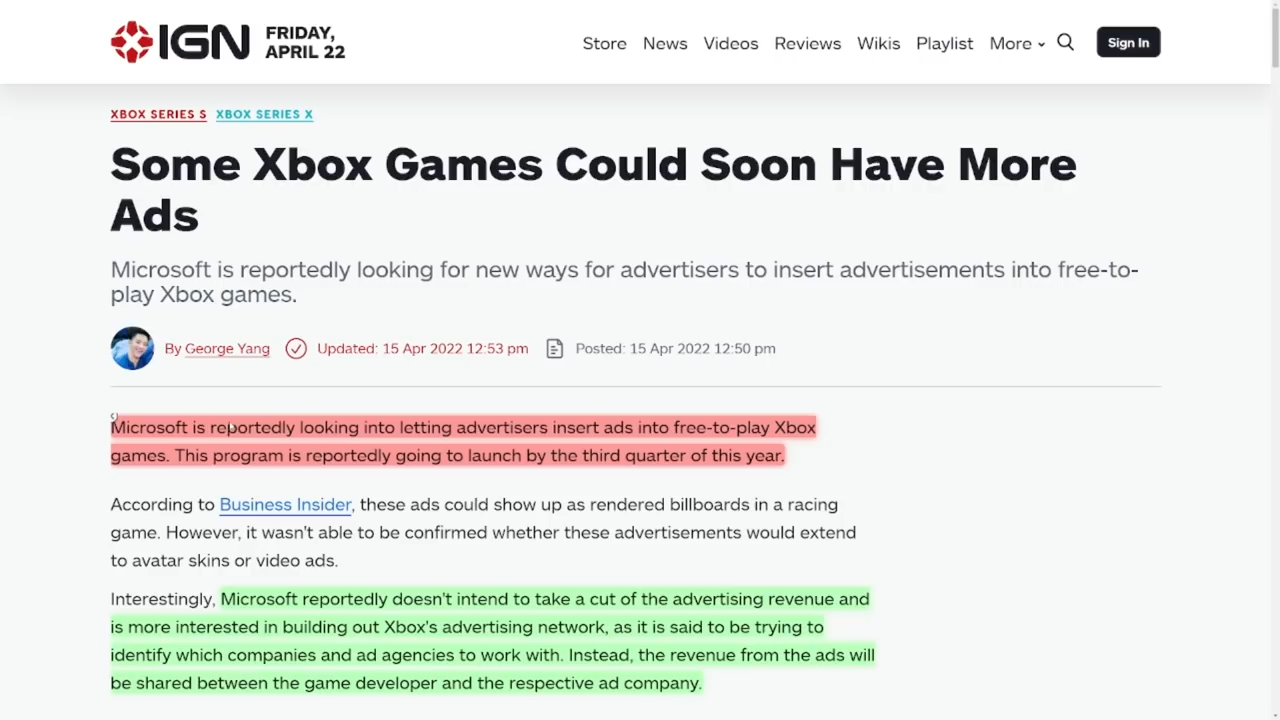 IGN
FRIDAY,
APRIL 22
Store News Videos Reviews Wikis Playlist More Sign In
XBOX SERIES S XBOX SERIES X
Some Xbox Games Could Soon Have More
Ads
Microsoft is reportedly looking for new ways for advertisers to insert advertisements into free-to-
play Xbox games.
By George Yang Updated: 15 Apr 2022 12:53 pm Posted: 15 Apr 2022 12:50 pm
Microsoft is reportedly looking into letting advertisers insert ads into free-to-play Xbox
games. This program is reportedly going to launch by the third quarter of this year.
According to Business Insider, these ads could show up as rendered billboards in a racing
game. However, it wasn't able to be confirmed whether these advertisements would extend
to avatar skins or video ads.
Interestingly, Microsoft reportedly doesn't intend to take a cut of the advertising revenue and
is more interested in building out Xbox's advertising network, as it is said to be trying to
identify which companies and ad agencies to work with. Instead, the revenue from the ads will
be shared between the game developer and the respective ad company.